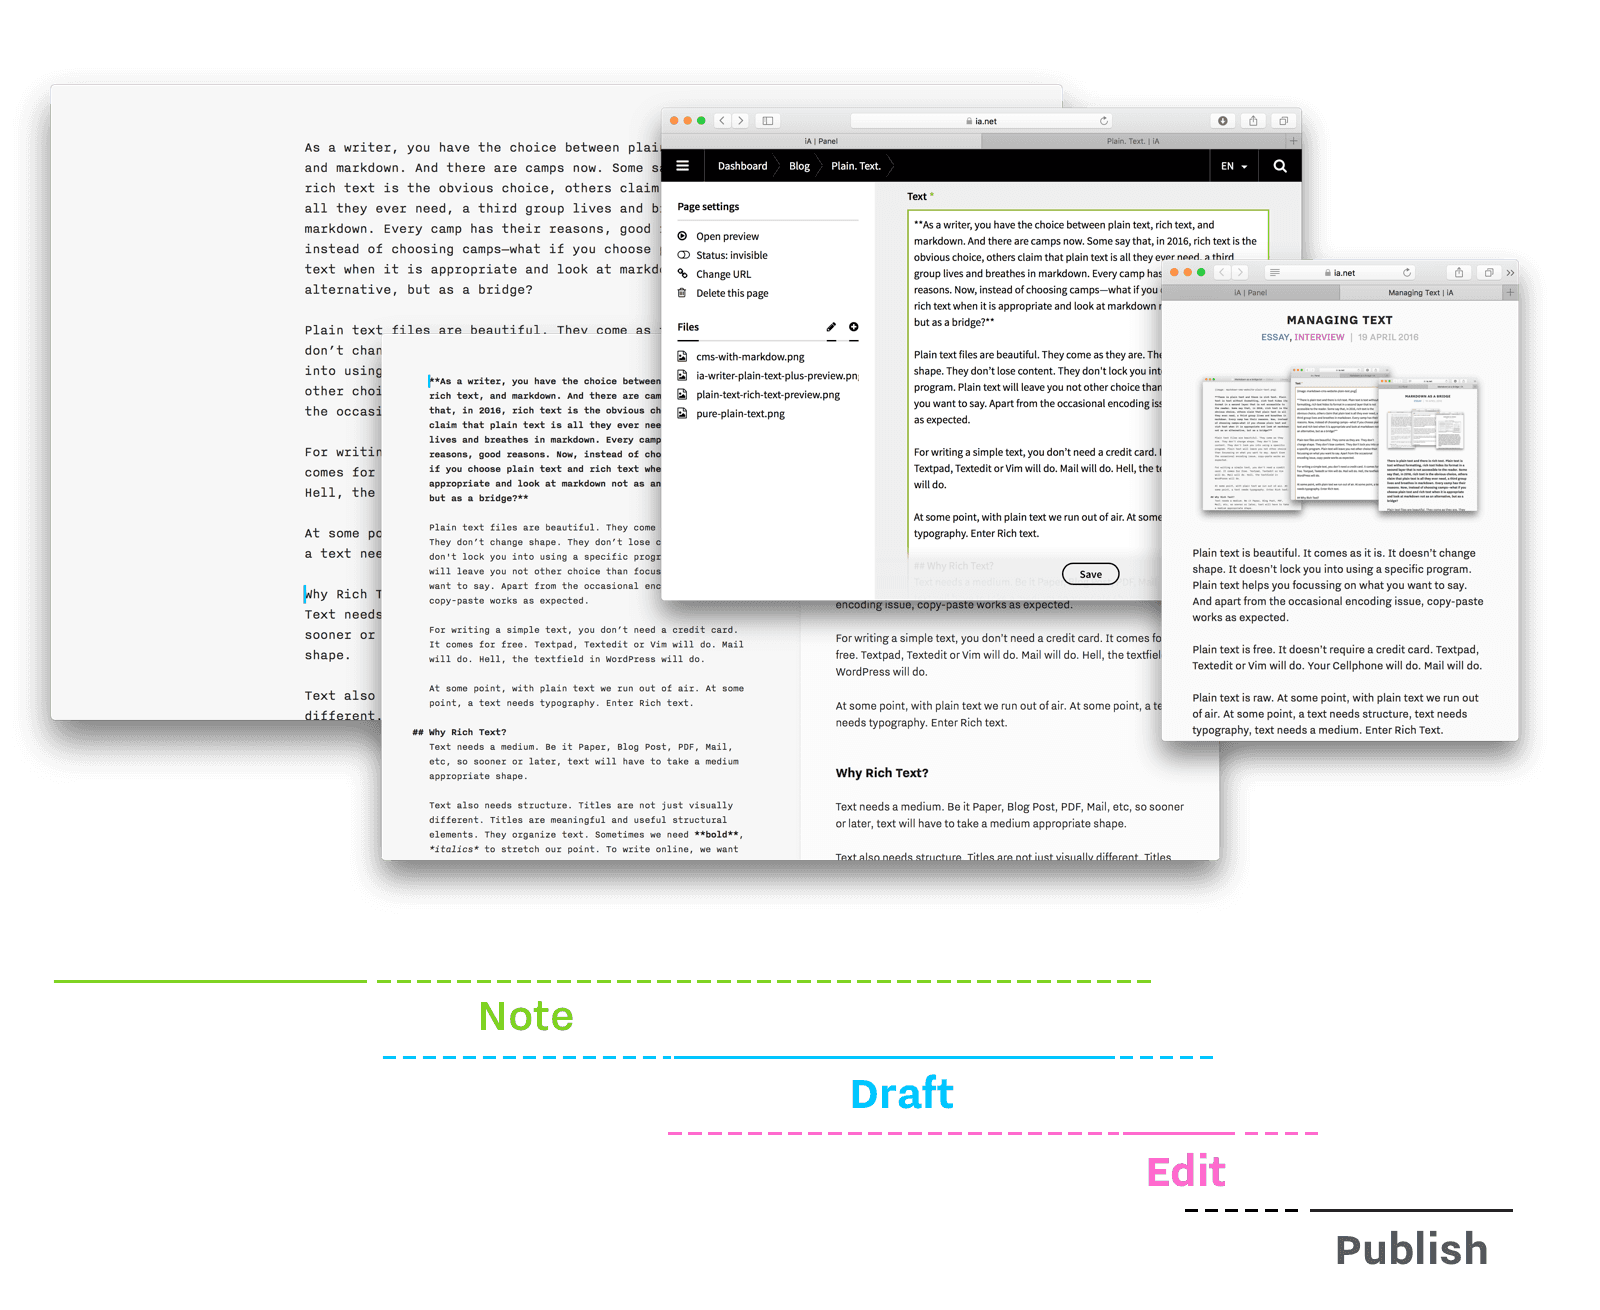 As a writer, you have the choice between plai
and markdown. And there are camps now. Some sa
rich text is the obvious choice, others claim
all they ever need, a third group lives and b
markdown. Every camp has their reasons, good
instead of choosing camps—what if you choose
text when it is appropriate and look at markd
alternative, but as a bridge?
Plain text files are beautiful. They come as
don't chan
into using
other choi
the occasi
For writin
comes for
Hell, the
At some po
a text nee
Why Rich T
Text needs
sooner or
shape.
Text also
different.
**As a writer, you have the choice between
rich text, and markdown. And there are cam
that, in 2016, rich text is the obvious ch
claim that plain text is all they ever nee
lives and breathes in markdown. Every camp
reasons, good reasons. Now, instead of cho
if you choose plain text and rich text whe
appropriate and look at markdown not as an
but as a bridge?**
Plain text files are beautiful. They come
They don't change shape. They don't lose c
don't lock you into using a specific progr
will leave you not other choice than focus
want to say. Apart from the occasional enc
copy-paste works as expected.
For writing a simple text, you don't need a credit card.
It comes for free. Textpad, Textedit or Vim will do. Mail
will do. Hell, the textfield in WordPress will do.
At some point, with plain text we run out of air. At some
point, a text needs typography. Enter Rich text.
## Why Rich Text?
Text needs a medium. Be it Paper, Blog Post, PDF, Mail,
etc, so sooner or later, text will have to take a medium
appropriate shape.
Text also needs structure. Titles are not just visually
different. Titles are meaningful and useful structural
elements. They organize text. Sometimes we need **bold**,
*italics* to stretch our point. To write online, we want
encoding issue, copy-paste works as expected.
For writing a simple text, you don't need a credit card. It comes fo
free. Textpad, Textedit or Vim will do. Mail will do. Hell, the textfiel
WordPress will do.
At some point, with plain text we run out of air. At some point, a te
needs typography. Enter Rich text.
Why Rich Text?
Text needs a medium. Be it Paper, Blog Post, PDF, Mail, etc, so sooner
or later, text will have to take a medium appropriate shape.
Text also needs structure. Titles are not just visually different. Titles
ia.net
iA | Panel
Plain. Text. | iA
Dashboard
Blog
Plain. Text.
EN
Page settings
Open preview
Status: invisible
Change URL
Delete this page
Files
cms-with-markdow.png
ia-writer-plain-text-plus-preview.pn
plain-text-rich-text-preview.png
pure-plain-text.png
Text *
**As a writer, you have the choice between plain text, rich text, and
markdown. And there are camps now. Some say that, in 2016, rich text is the
obvious choice, others claim that plain text is all they ever need, a third
group lives and breathes in markdown. Every camp has
reasons. Now, instead of choosing camps—what if you
rich text when it is appropriate and look at markdown
but as a bridge?**
Plain text files are beautiful. They come as they are. The
shape. They don't lose content. They don't lock you into
program. Plain text will leave you not other choice than
you want to say. Apart from the occasional encoding iss
as expected.
For writing a simple text, you don't need a credit card. I
Textpad, Textedit or Vim will do. Mail will do. Hell, the te
will do.
At some point, with plain text we run out of air. At some
typography. Enter Rich text.
## Why Rich Text?
Text needs a medium. Be it Pape
PDF, Mail,
Save
ia.net
iA | Panel
Managing Text | iA
MANAGING TEXT
ESSAY, INTERVIEW | 19 APRIL 2016
MARKDOWN AS A BRIDGE
Plain text is beautiful. It comes as it is. It doesn't change
shape. It doesn't lock you into using a specific program.
Plain text helps you focussing on what you want to say.
And apart from the occasional encoding issue, copy-paste
works as expected.
Plain text is free. It doesn't require a credit card. Textpad,
Textedit or Vim will do. Your Cellphone will do. Mail will do.
Plain text is raw. At some point, with plain text we run out
of air. At some point, a text needs structure, text needs
typography, text needs a medium. Enter Rich Text.
Note
Draft
Edit
Publish